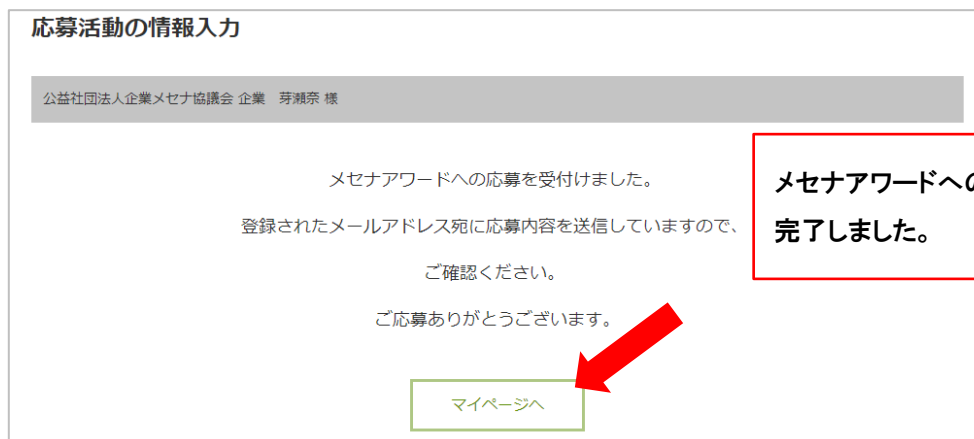 応募活動の情報入力
公益社団法人企業メセナ協議会 企業　芽瀬奈 様
メセナアワードへの応募を受付けました。
登録されたメールアドレス宛に応募内容を送信していますので、
ご確認ください。
ご応募ありがとうございます。
メセナアワードへの
完了しました。
マイページへ